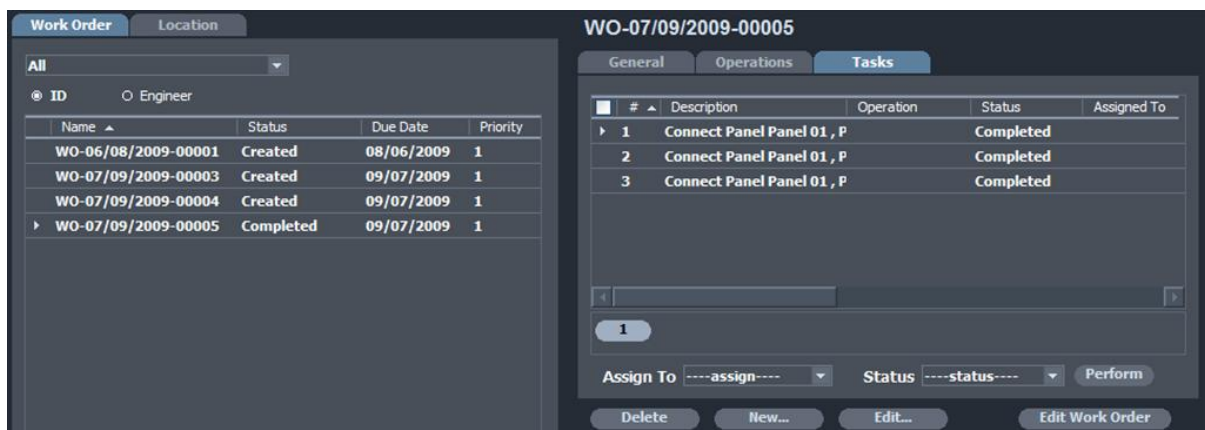 Work Order Location
All
ID Engineer
Name Status Due Date Priority
WO-06/08/2009-00001 Created 08/06/2009 1
WO-07/09/2009-00003 Created 09/07/2009 1
WO-07/09/2009-00004 Created 09/07/2009 1
WO-07/09/2009-00005 Completed 09/07/2009 1
WO-07/09/2009-00005
General Operations Tasks
# Description Operation Status Assigned To
1 Connect Panel Panel 01 , P Completed
2 Connect Panel Panel 01 , P Completed
3 Connect Panel Panel 01 , P Completed
1
Assign To ----assign---- Status ----status---- Perform
Delete New... Edit... Edit Work Order